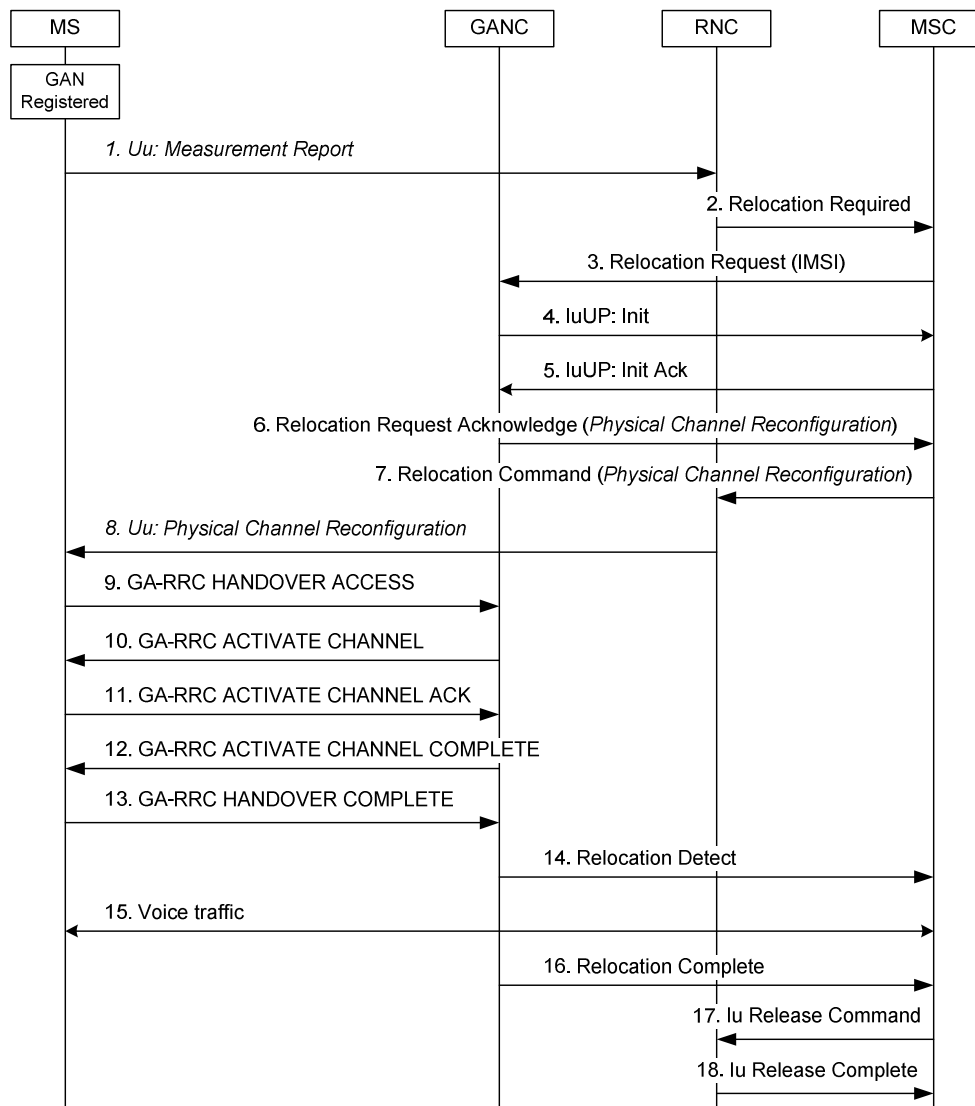 MS
GANC
RNC
MSC
GAN
Registered
1. Uu: Measurement Report
2. Relocation Required
3. Relocation Request (IMSI)
4. IuUP: Init
5. IuUP: Init Ack
6. Relocation Request Acknowledge (Physical Channel Reconfiguration)
7. Relocation Command (Physical Channel Reconfiguration)
8. Uu: Physical Channel Reconfiguration
9. GA-RRC HANDOVER ACCESS
10. GA-RRC ACTIVATE CHANNEL
11. GA-RRC ACTIVATE CHANNEL ACK
12. GA-RRC ACTIVATE CHANNEL COMPLETE
13. GA-RRC HANDOVER COMPLETE
14. Relocation Detect
15. Voice traffic
16. Relocation Complete
17. Iu Release Command
18. Iu Release Complete